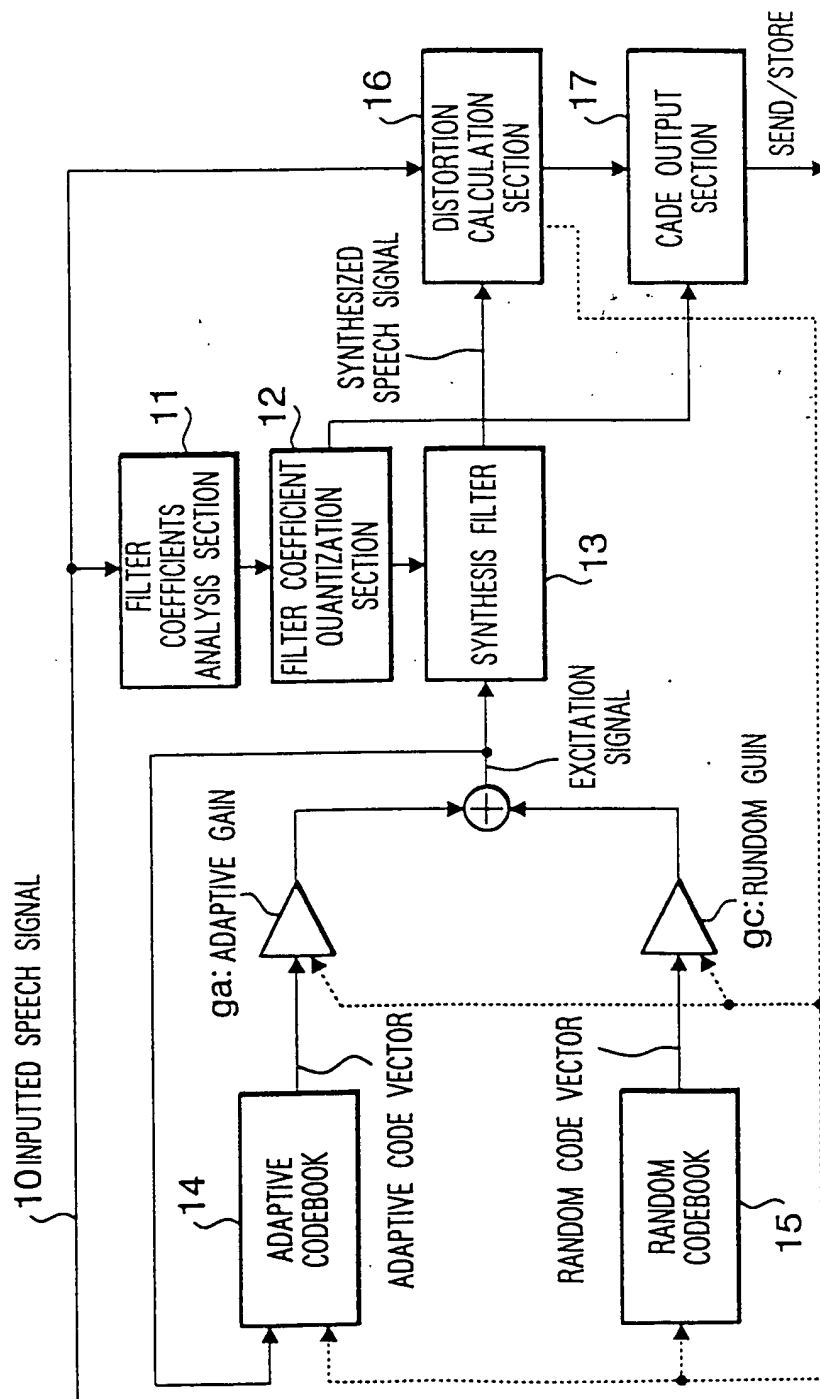 10 INPUTTED SPEECH SIGNAL
11
FILTER
COEFFICIENTS
ANALYSIS SECTION
12
FILTER COEFFICIENT
QUANTIZATION
SECTION
SYNTHESIS FILTER
13
14
ADAPTIVE
CODEBOOK
ADAPTIVE CODE VECTOR
ga: ADAPTIVE GAIN
EXCITATION
SIGNAL
RANDOM CODE VECTOR
RANDOM
CODEBOOK
15
gc: RUNDOM GUIN
SYNTHESIZED
SPEECH SIGNAL
16
DISTORTION
CALCULATION
SECTION
17
CADE OUTPUT
SECTION
SEND/STORE